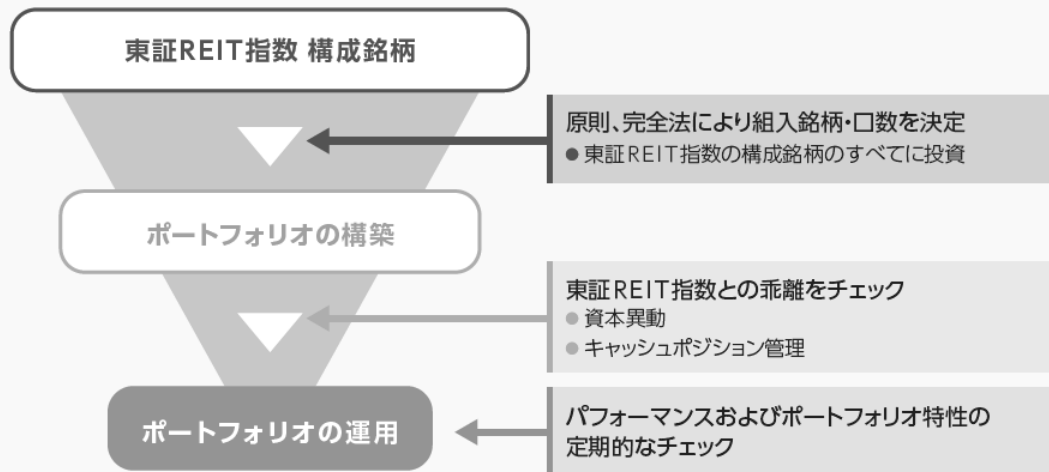 東証REIT指数 構成銘柄
原則、完全法により組入銘柄・口数を決定
● 東証REIT指数の構成銘柄のすべてに投資
ポートフォリオの構築
東証REIT指数との乖離をチェック
● 資本異動
● キャッシュポジション管理
ポートフォリオの運用
パフォーマンスおよびポートフォリオ特性の
定期的なチェック